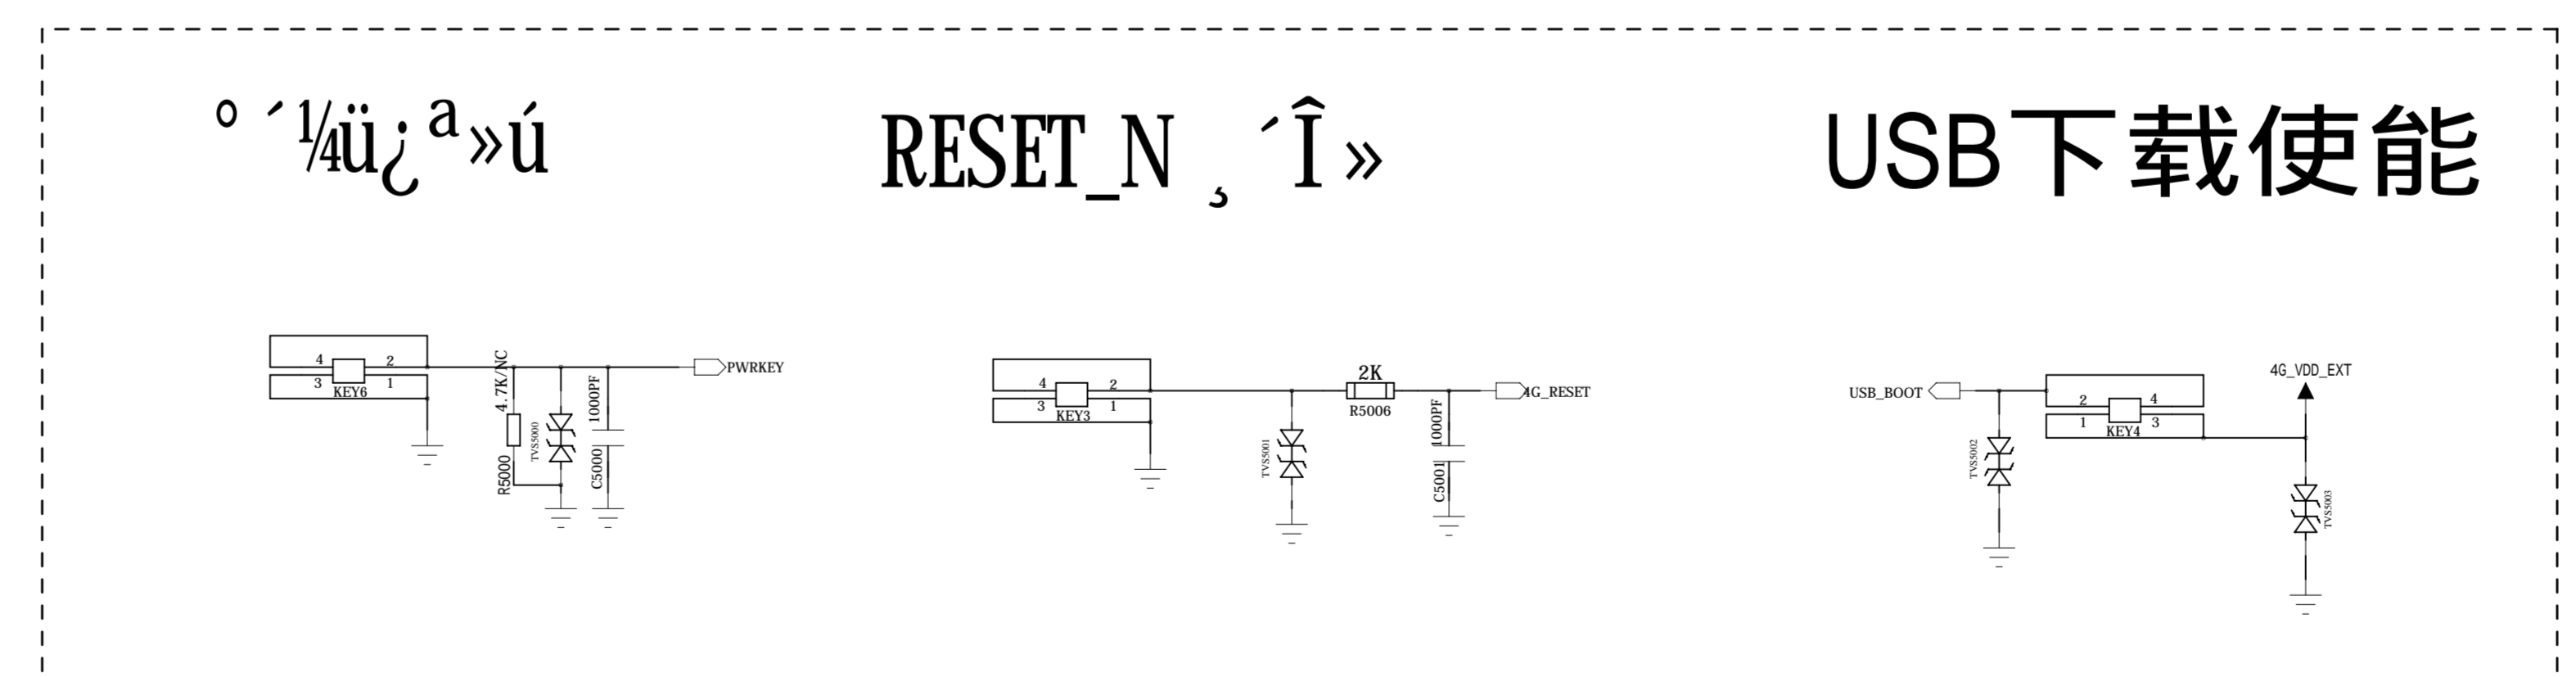 ° ´¼ü¿ª»ú
RESET_N ¸´Î»
USB下载使能
4
2
3
1
KEY6
4.7K/NC
R5000
TVS5000
1000PF
C5000
PWRKEY
4
2
3
1
KEY3
TVS5001
2K
R5006
1000PF
C5001
4G_RESET
USB_BOOT
TVS5002
2
4
1
3
KEY4
4G_VDD_EXT
TVS5003